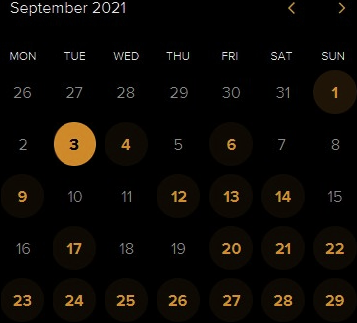 September 2021
MON TUE WED THU FRI SAT SUN
26 27 28 29 30 31 1
2 3 4 5 6 7 8
9 10 11 12 13 14 15
16 17 18 19 20 21 22
23 24 25 26 27 28 29